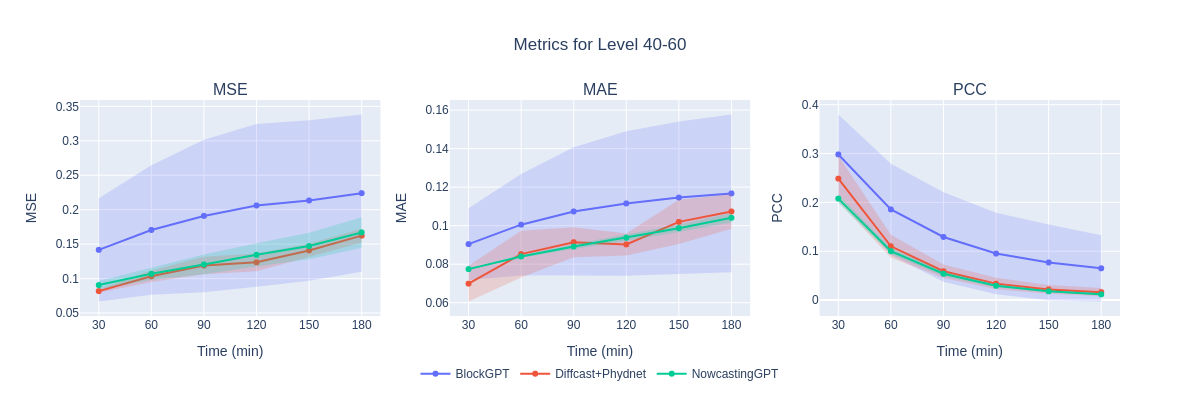 Metrics for Level 40-60
MSE
MSE
0.35
0.3
0.25
0.2
0.15
0.1
0.05
30 60 90 120 150 180
Time (min)
MAE
MAE
0.16
0.14
0.12
0.1
0.08
0.06
30 60 90 120 150 180
Time (min)
PCC
PCC
0.4
0.3
0.2
0.1
0
30 60 90 120 150 180
Time (min)
BlockGPT Diffcast+Phydnet NowcastingGPT